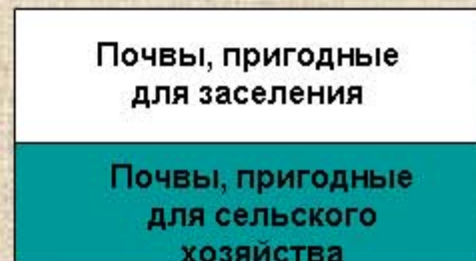 Почвы, пригодные
для заселения
Почвы, пригодные
для сельского
хозяйства